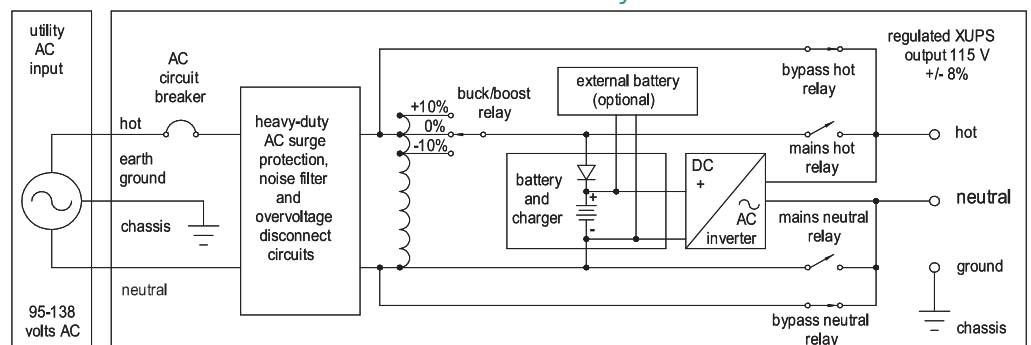 utility
AC
input
95-138
volts AC
hot
earth
ground
chassis
neutral
AC
circuit
breaker
heavy-duty
AC surge
protection,
noise filter
and
overvoltage
disconnect
circuits
+10%
0%
-10%
buck/boost
relay
external battery
(optional)
battery
and
charger
+
-
DC
+
AC
inverter
bypass hot
relay
mains hot
relay
mains neutral
relay
bypass neutral
relay
regulated XUPS
output 115 V
+/- 8%
hot
neutral
ground
chassis